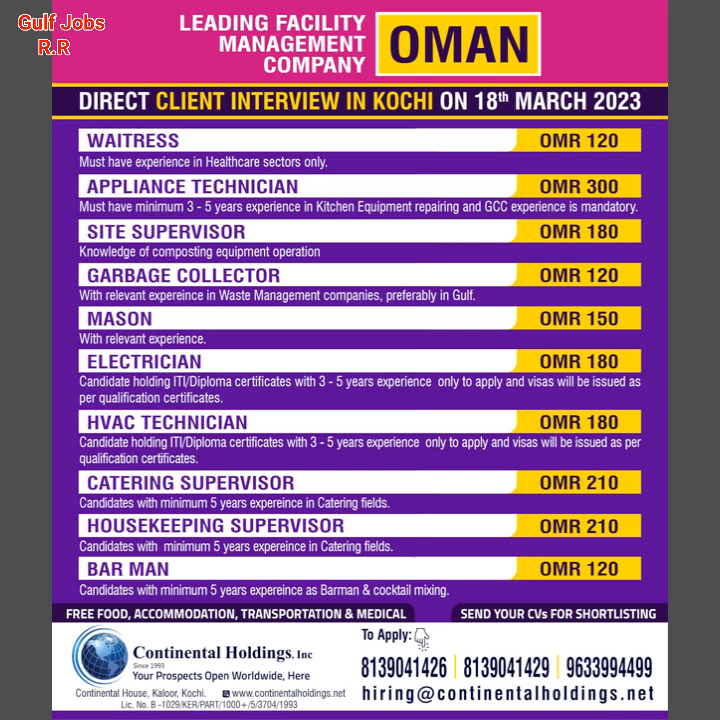 Gulf Jobs
R.R
LEADING FACILITY
MANAGEMENT
COMPANY
OMAN
DIRECT CLIENT INTERVIEW IN KOCHI ON 18th MARCH 2023
WAITRESS OMR 120
Must have experience in Healthcare sectors only.
APPLIANCE TECHNICIAN OMR 300
Must have minimum 3 - 5 years experience in Kitchen Equipment repairing and GCC experience is mandatory.
SITE SUPERVISOR OMR 180
Knowledge of composting equipment operation
GARBAGE COLLECTOR OMR 120
With relevant expereince in Waste Management companies, preferably in Gulf.
MASON OMR 150
With relevant experience.
ELECTRICIAN OMR 180
Candidate holding ITI/Diploma certificates with 3 - 5 years experience only to apply and visas will be issued as
per qualification certificates.
HVAC TECHNICIAN OMR 180
Candidate holding ITI/Diploma certificates with 3 - 5 years experience only to apply and visas will be issued as per
qualification certificates.
CATERING SUPERVISOR OMR 210
Candidates with minimum 5 years expereince in Catering fields.
HOUSEKEEPING SUPERVISOR OMR 210
Candidates with minimum 5 years expereince in Catering fields.
BAR MAN OMR 120
Candidates with minimum 5 years expereince as Barman & cocktail mixing.
FREE FOOD, ACCOMMODATION, TRANSPORTATION & MEDICAL
SEND YOUR CVs FOR SHORTLISTING
Continental Holdings, Inc
Since 1993
Your Prospects Open Worldwide, Here
Continental House, Kaloor, Kochi. www.continentalholdings.net
Lic. No. B -1029/KER/PART/1000+/5/3704/1993
To Apply:
8139041426 | 8139041429 | 9633994499
hiring@continentalholdings.net